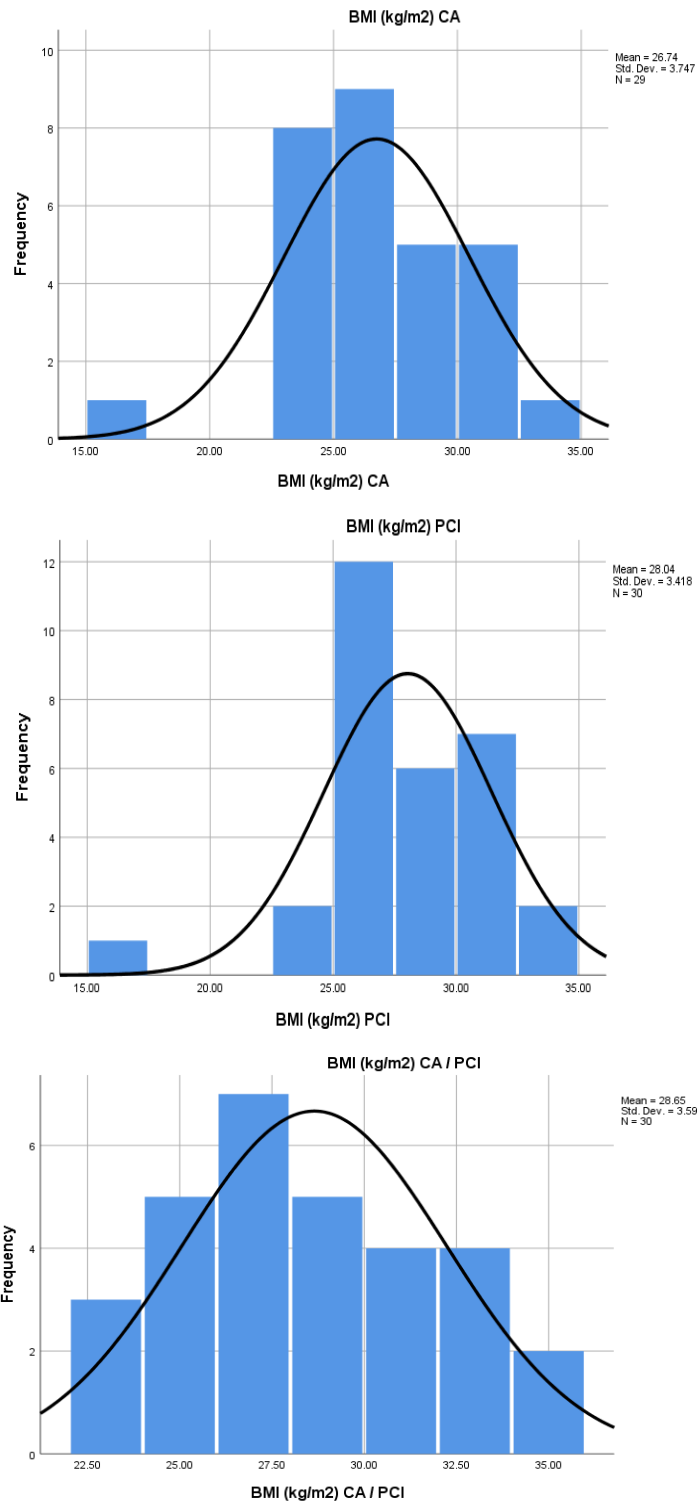 BMI (kg/m2) CA
Mean = 26.74
Std. Dev. = 3.747
N = 29
10
8
6
4
2
0
Frequency
15.00 20.00 25.00 30.00 35.00
BMI (kg/m2) CA
BMI (kg/m2) PCI
Mean = 28.04
Std. Dev. = 3.418
N = 30
12
10
8
6
4
2
0
Frequency
15.00 20.00 25.00 30.00 35.00
BMI (kg/m2) PCI
BMI (kg/m2) CA / PCI
Mean = 28.65
Std. Dev. = 3.59
N = 30
6
4
2
0
Frequency
22.50 25.00 27.50 30.00 32.50 35.00
BMI (kg/m2) CA / PCI